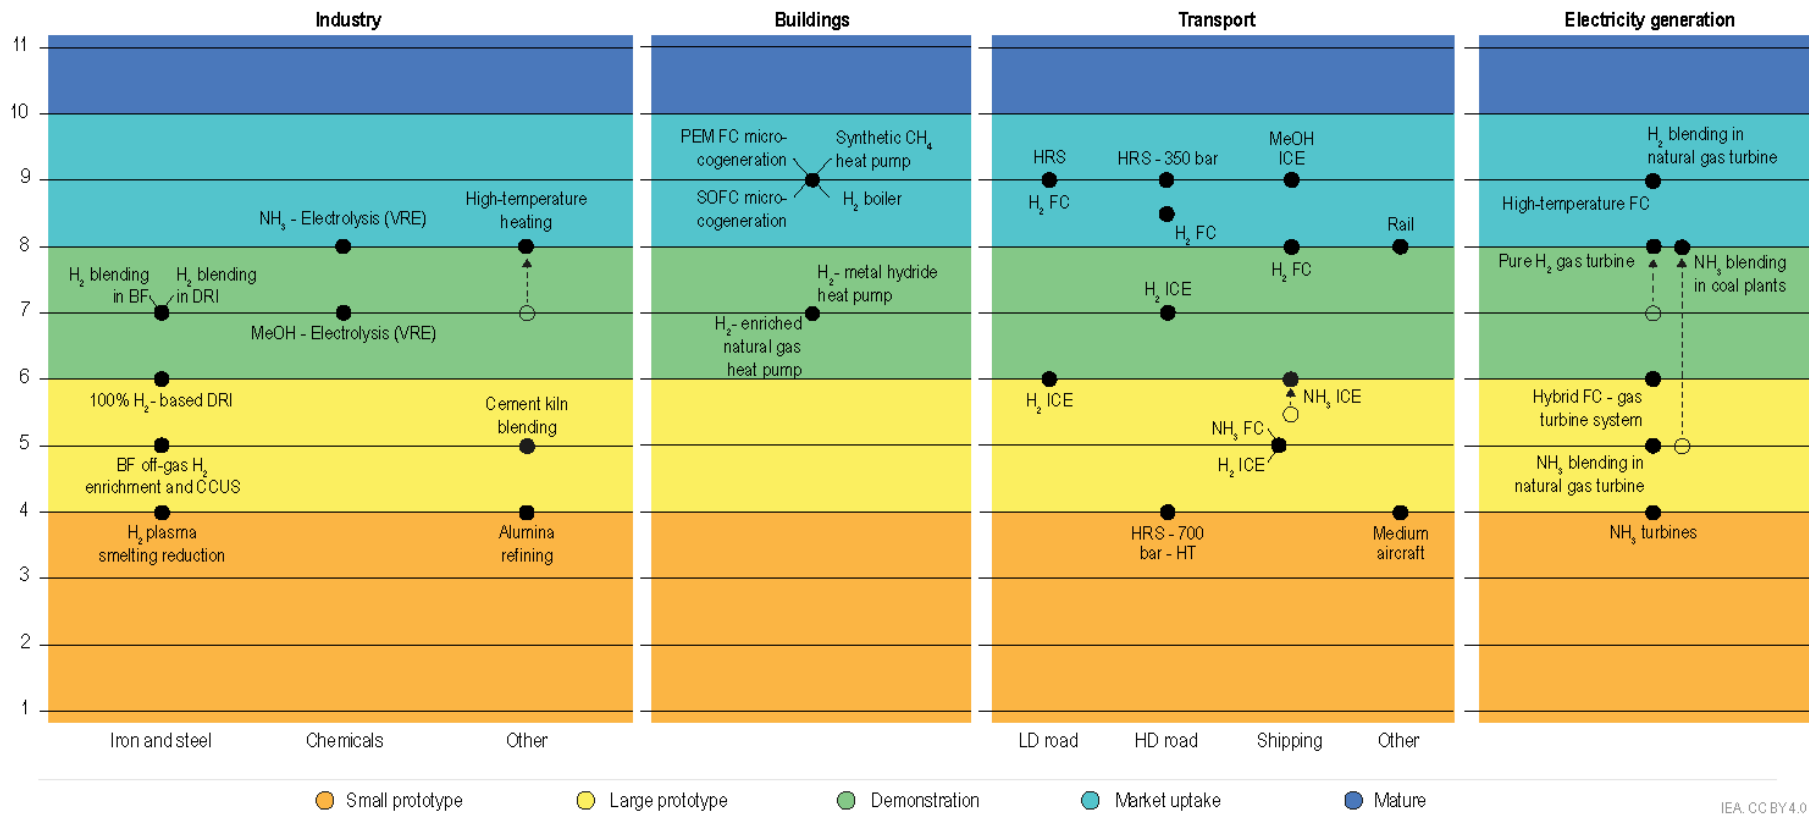 Industry
Buildings
Transport
Electricity generation
11
10
9
8
7
6
5
4
3
2
1
H₂ blending
in BF
H₂ blending
in DRI
100% H₂- based DRI
BF off-gas H₂
enrichment and CCUS
H₂ plasma
smelting reduction
NH₃ - Electrolysis (VRE)
MeOH - Electrolysis (VRE)
High-temperature
heating
Cement kiln
blending
Alumina
refining
Iron and steel
Chemicals
Other
PEM FC micro-
cogeneration
Synthetic CH₄
heat pump
SOFC micro-
cogeneration
H₂ boiler
H₂- metal hydride
heat pump
H₂- enriched
natural gas
heat pump
HRS
H₂ FC
H₂ ICE
HRS - 350 bar
H₂ FC
H₂ ICE
HRS - 700
bar - HT
MeOH
ICE
H₂ FC
NH₃ ICE
NH₃ FC
H₂ ICE
Rail
Medium
aircraft
LD road
HD road
Shipping
Other
H₂ blending in
natural gas turbine
High-temperature FC
Pure H₂ gas turbine
NH₃ blending
in coal plants
Hybrid FC - gas
turbine system
NH₃ blending in
natural gas turbine
NH₃ turbines
Small prototype
Large prototype
Demonstration
Market uptake
Mature
IEA. CC BY 4.0